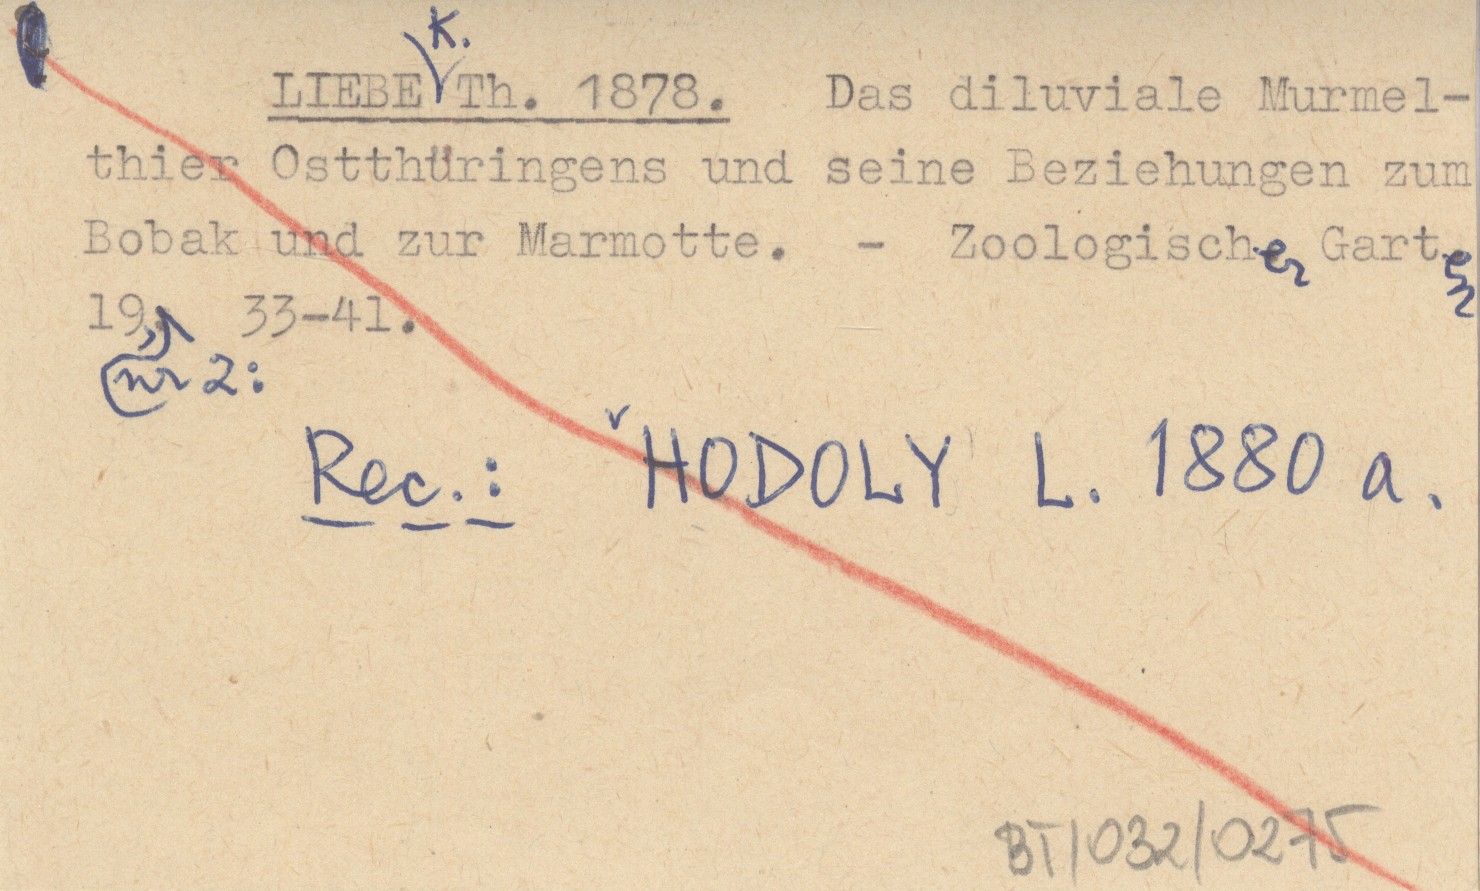 LIEBE K. Th. 1878. Das diluviale Murmel-
thier Ostthüringens und seine Beziehungen zum
Bobak und zur Marmotte. - Zoologischer Garten
19, 33-41.
nr 2:
Rec.: HODOLY L. 1880 a.
BT/032/0275